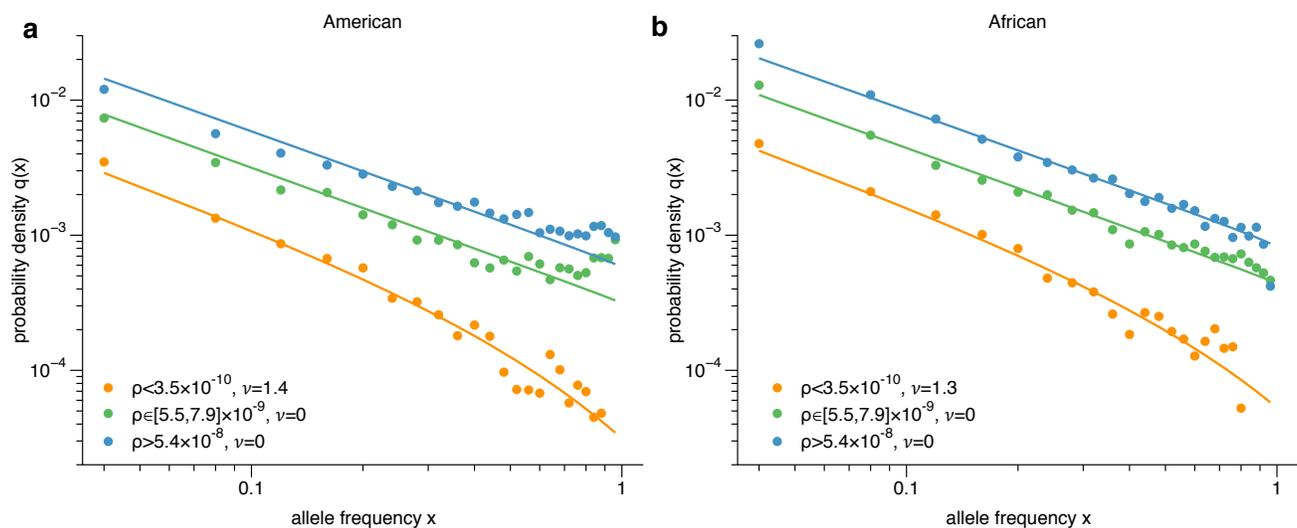 a
American
probability density q(x)
10⁻²
10⁻³
10⁻⁴
ρ<3.5×10⁻¹⁰, ν=1.4
ρ∈[5.5,7.9]×10⁻⁹, ν=0
ρ>5.4×10⁻⁸, ν=0
0.1
1
allele frequency x
b
African
probability density q(x)
10⁻²
10⁻³
10⁻⁴
ρ<3.5×10⁻¹⁰, ν=1.3
ρ∈[5.5,7.9]×10⁻⁹, ν=0
ρ>5.4×10⁻⁸, ν=0
0.1
1
allele frequency x